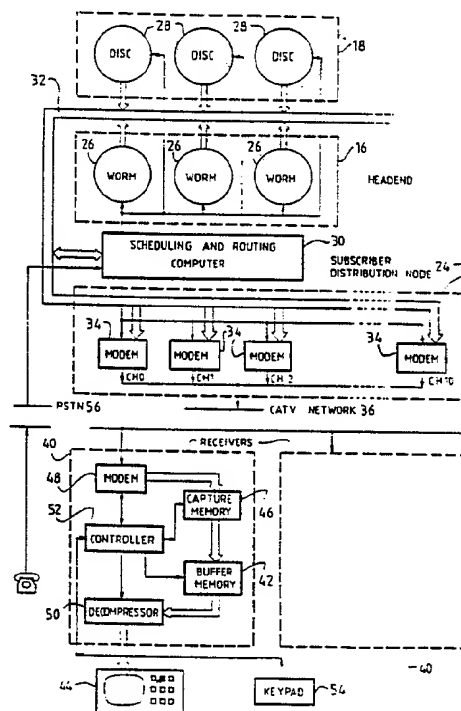 28 28 28
DISC DISC DISC
18
32
26 26 26
16
WORM WORM WORM
HEADEND
30
SCHEDULING AND ROUTING COMPUTER
SUBSCRIBER DISTRIBUTION NODE 24
34 34 34 34
MODEM MODEM MODEM MODEM
CH0 CH1 CH2
PSTN 56
CATV NETWORK 36
40
RECEIVERS
48
MODEM
46
CAPTURE MEMORY
52
CONTROLLER
BUFFER MEMORY
42
50
DECOMPRESSOR
44
KEYPAD
54
40